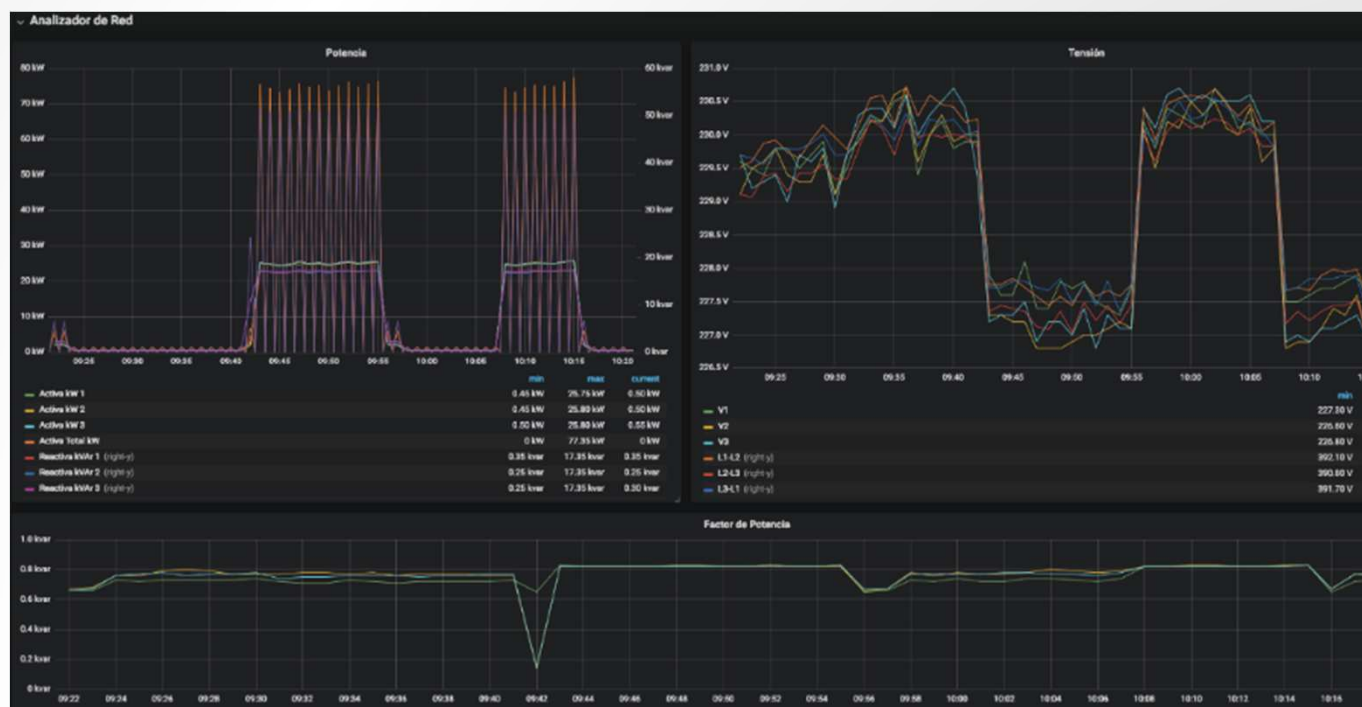 Analizador de Red
Potencia
80 kW
70 kW
60 kW
50 kW
40 kW
30 kW
20 kW
10 kW
0 kW
60 kvar
50 kvar
40 kvar
30 kvar
20 kvar
10 kvar
0 kvar
09:25 09:30 09:35 09:40 09:45 09:50 09:55 10:00 10:05 10:10 10:15 10:20
min max current
Activa kW 1 0.45 kW 25.75 kW 0.50 kW
Activa kW 2 0.45 kW 25.80 kW 0.50 kW
Activa kW 3 0.50 kW 25.80 kW 0.55 kW
Activa Total kW 0 kW 77.35 kW 0 kW
Reactiva kVAr 1 (right-y) 0.35 kvar 17.35 kvar 0.35 kvar
Reactiva kVAr 2 (right-y) 0.25 kvar 17.35 kvar 0.25 kvar
Reactiva kVAr 3 (right-y) 0.25 kvar 17.35 kvar 0.30 kvar
Tensión
231.0 V
230.5 V
230.0 V
229.5 V
229.0 V
228.5 V
228.0 V
227.5 V
227.0 V
226.5 V
09:25 09:30 09:35 09:40 09:45 09:50 09:55 10:00 10:05 10:10
min
V1 227.30 V
V2 226.80 V
V3 226.80 V
L1-L2 (right-y) 392.10 V
L2-L3 (right-y)
L3-L1 (right-y) 391.70 V
Factor de Potencia
1.0 kvar
0.8 kvar
0.6 kvar
0.4 kvar
0.2 kvar
0 kvar
09:22 09:24 09:26 09:28 09:30 09:32 09:34 09:36 09:38 09:40 09:42 09:44 09:46 09:48 09:50 09:52 09:54 09:56 09:58 10:00 10:02 10:04 10:06 10:08 10:10 10:12 10:14 10:16